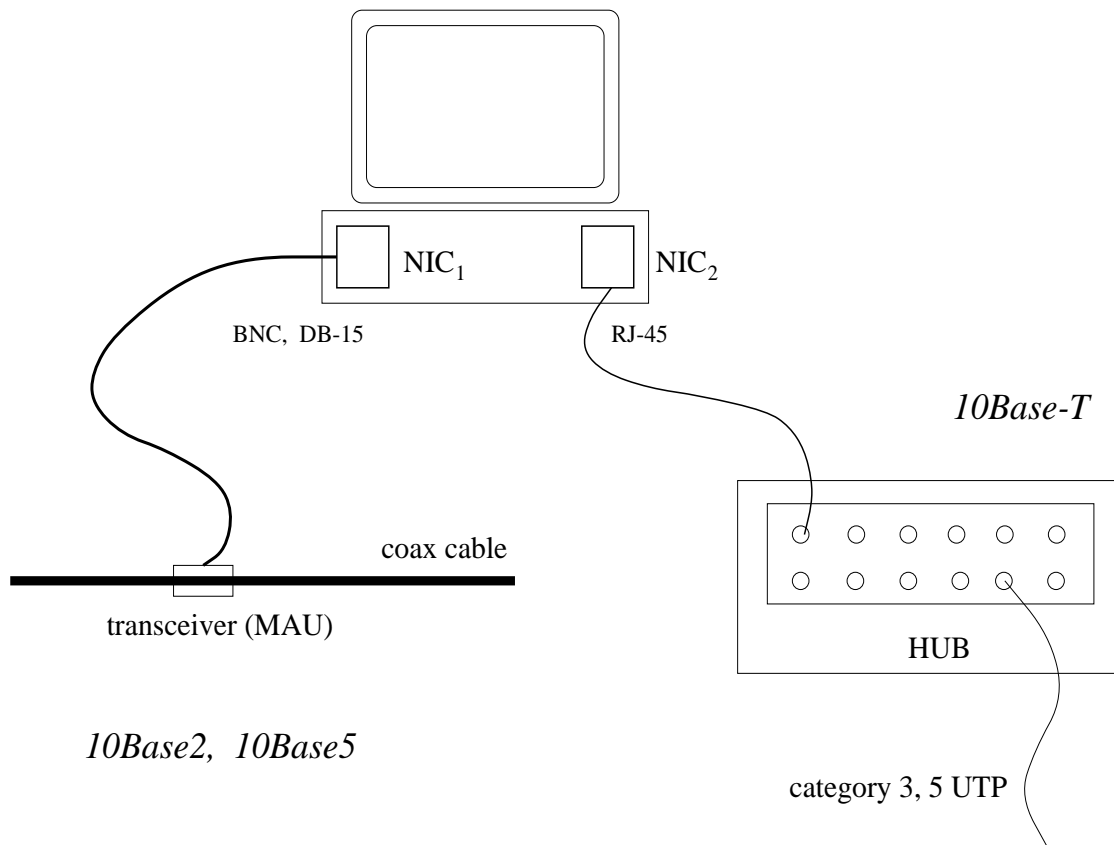 NIC₁
NIC₂
BNC, DB-15
RJ-45
10Base-T
coax cable
transceiver (MAU)
HUB
10Base2, 10Base5
category 3, 5 UTP